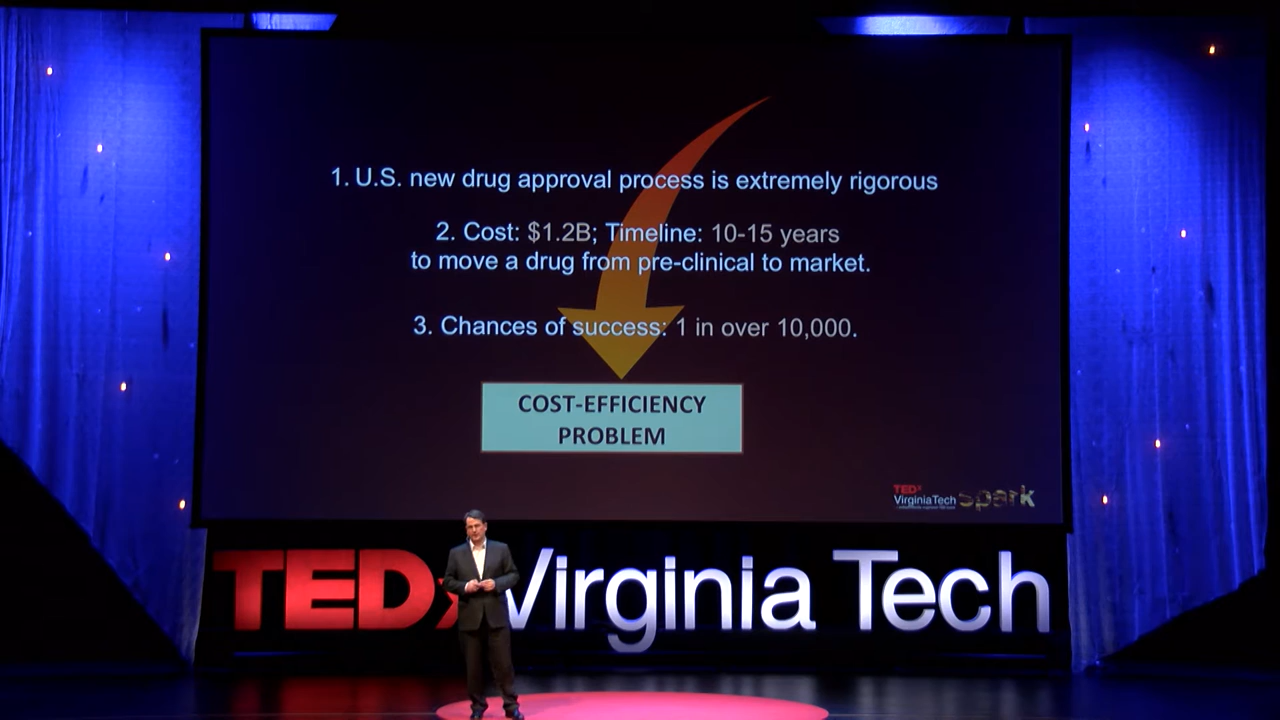 1. U.S. new drug approval process is extremely rigorous
2. Cost: $1.2B; Timeline: 10-15 years
to move a drug from pre-clinical to market.
3. Chances of success: 1 in over 10,000.
COST-EFFICIENCY
PROBLEM
TEDx
VirginiaTech
spark
TEDx Virginia Tech